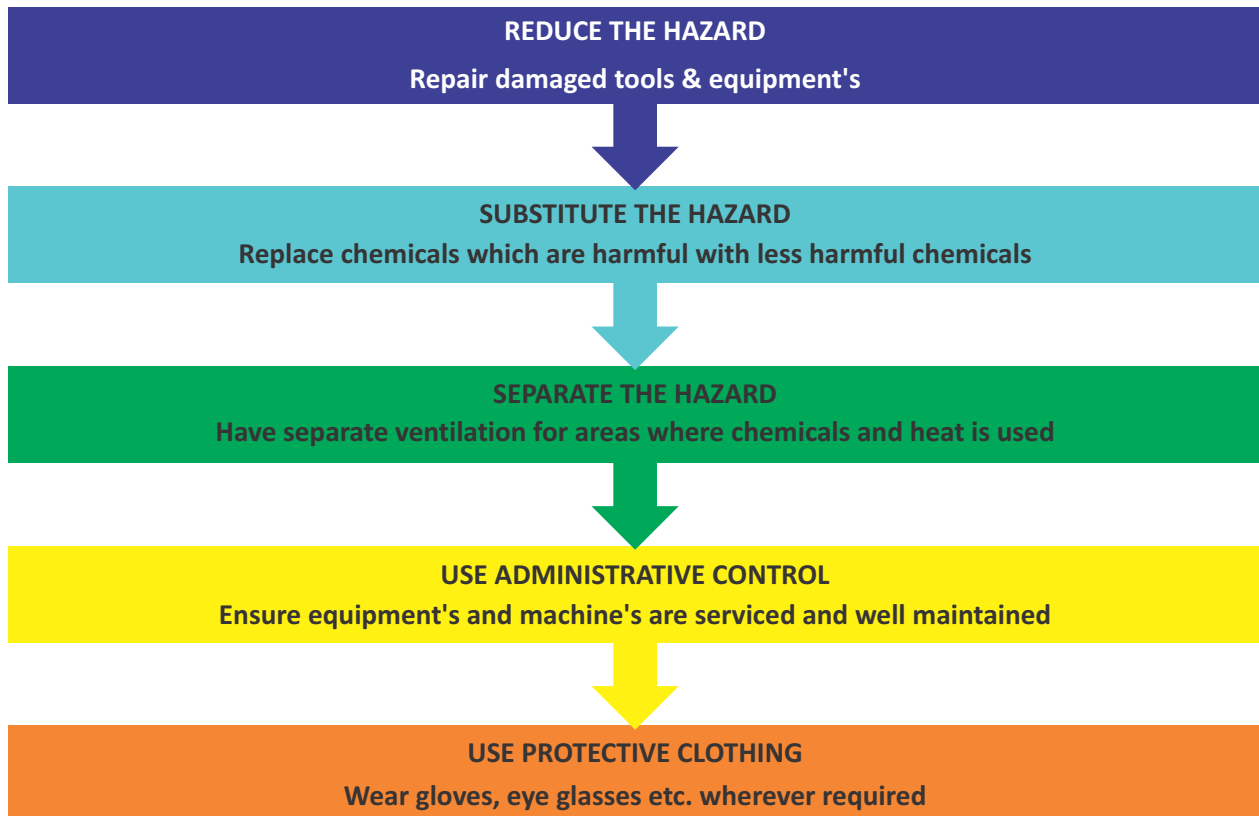 REDUCE THE HAZARD
Repair damaged tools & equipment's
SUBSTITUTE THE HAZARD
Replace chemicals which are harmful with less harmful chemicals
SEPARATE THE HAZARD
Have separate ventilation for areas where chemicals and heat is used
USE ADMINISTRATIVE CONTROL
Ensure equipment's and machine's are serviced and well maintained
USE PROTECTIVE CLOTHING
Wear gloves, eye glasses etc. wherever required